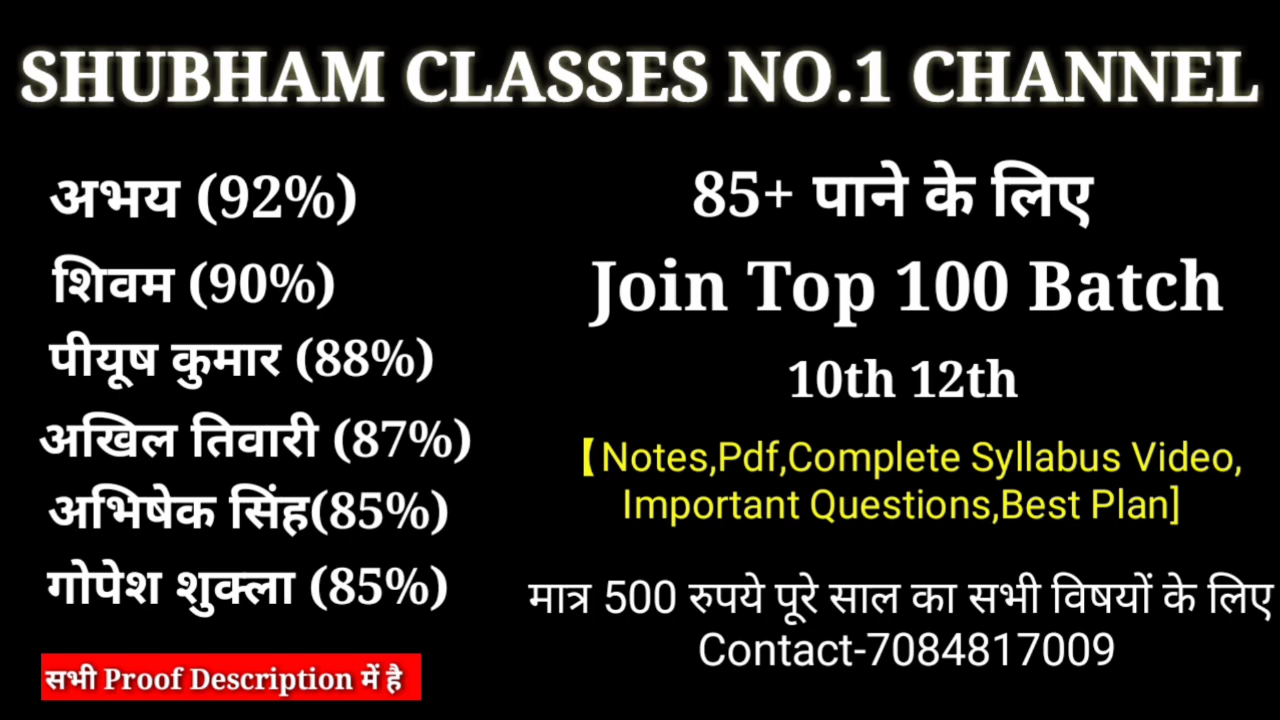 SHUBHAM CLASSES NO.1 CHANNEL
अभय (92%)
शिवम (90%)
पीयूष कुमार (88%)
अखिल तिवारी (87%)
अभिषेक सिंह(85%)
गोपेश शुक्ला (85%)
सभी Proof Description में है
85+ पाने के लिए
Join Top 100 Batch
10th 12th
【Notes,Pdf,Complete Syllabus Video,
Important Questions,Best Plan]
मात्र 500 रुपये पूरे साल का सभी विषयों के लिए
Contact-7084817009